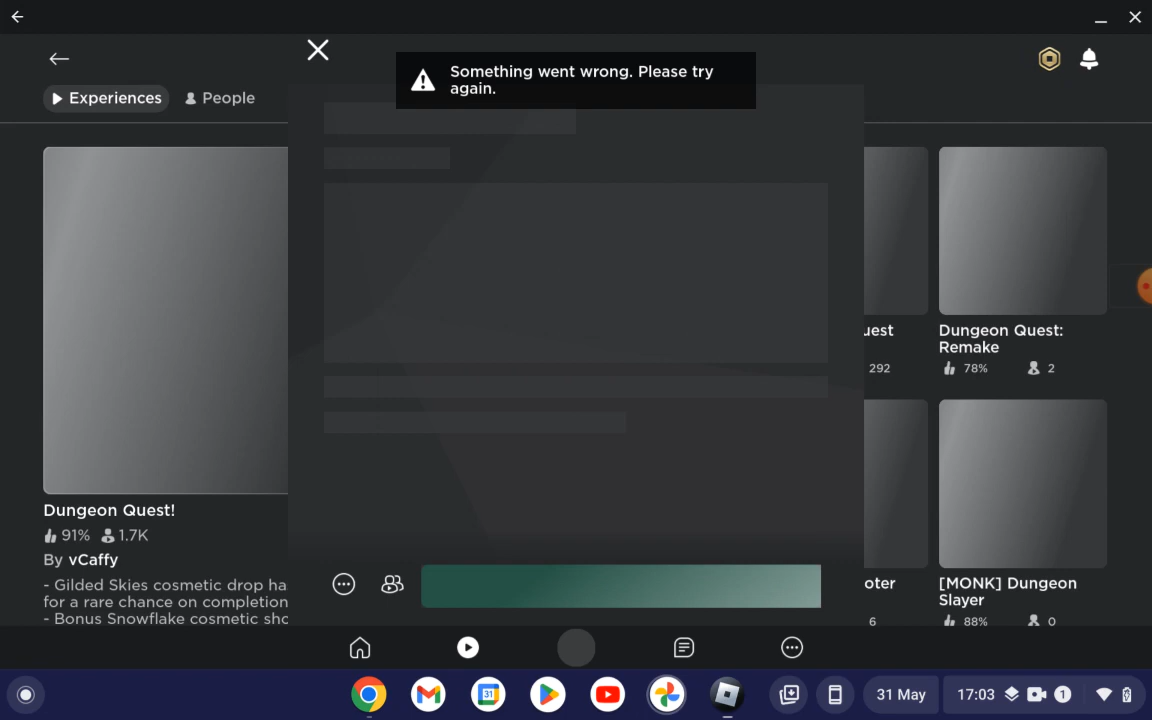 Something went wrong. Please try
again.
Experiences
People
uest
292
Dungeon Quest:
Remake
78%
2
Dungeon Quest!
91%
1.7K
By vCaffy
- Gilded Skies cosmetic drop ha
for a rare chance on completion
- Bonus Snowflake cosmetic sho
oter
6
[MONK] Dungeon
Slayer
88%
0
31
31 May
17:03
1